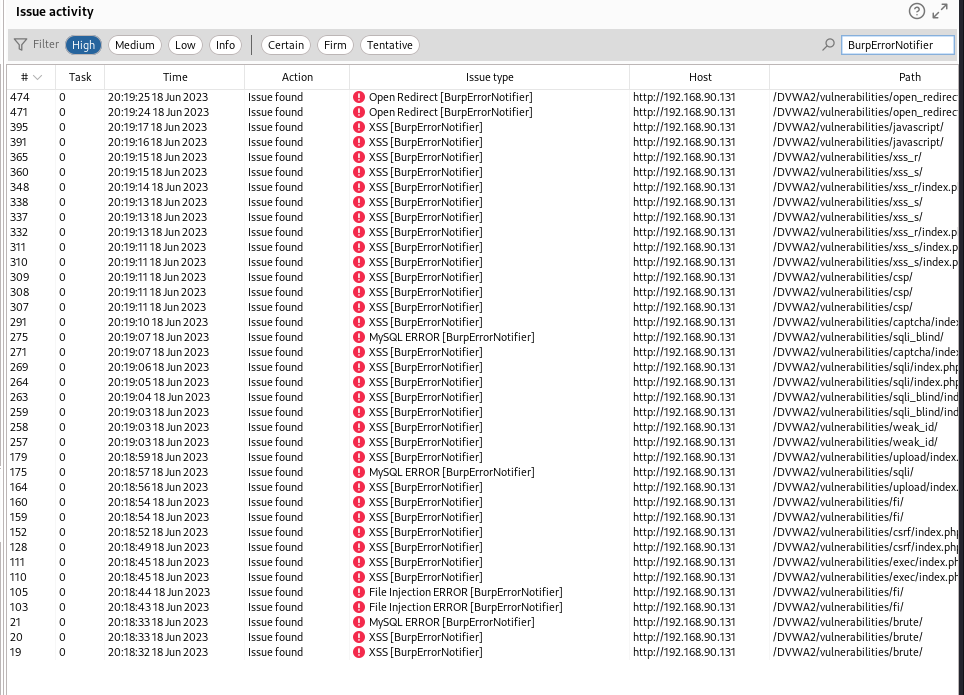 Issue activity
Filter High Medium Low Info Certain Firm Tentative BurpErrorNotifier
# Task Time Action Issue type Host Path
474 0 20:19:25 18 Jun 2023 Issue found Open Redirect [BurpErrorNotifier] http://192.168.90.131 /DVWA2/vulnerabilities/open_redirec
471 0 20:19:24 18 Jun 2023 Issue found Open Redirect [BurpErrorNotifier] http://192.168.90.131 /DVWA2/vulnerabilities/open_redirec
395 0 20:19:17 18 Jun 2023 Issue found XSS [BurpErrorNotifier] http://192.168.90.131 /DVWA2/vulnerabilities/javascript/
391 0 20:19:16 18 Jun 2023 Issue found XSS [BurpErrorNotifier] http://192.168.90.131 /DVWA2/vulnerabilities/javascript/
365 0 20:19:15 18 Jun 2023 Issue found XSS [BurpErrorNotifier] http://192.168.90.131 /DVWA2/vulnerabilities/xss_r/
360 0 20:19:15 18 Jun 2023 Issue found XSS [BurpErrorNotifier] http://192.168.90.131 /DVWA2/vulnerabilities/xss_s/
348 0 20:19:14 18 Jun 2023 Issue found XSS [BurpErrorNotifier] http://192.168.90.131 /DVWA2/vulnerabilities/xss_r/index.p
338 0 20:19:13 18 Jun 2023 Issue found XSS [BurpErrorNotifier] http://192.168.90.131 /DVWA2/vulnerabilities/xss_s/
337 0 20:19:13 18 Jun 2023 Issue found XSS [BurpErrorNotifier] http://192.168.90.131 /DVWA2/vulnerabilities/xss_s/
332 0 20:19:13 18 Jun 2023 Issue found XSS [BurpErrorNotifier] http://192.168.90.131 /DVWA2/vulnerabilities/xss_r/index.p
311 0 20:19:11 18 Jun 2023 Issue found XSS [BurpErrorNotifier] http://192.168.90.131 /DVWA2/vulnerabilities/xss_s/index.p
310 0 20:19:11 18 Jun 2023 Issue found XSS [BurpErrorNotifier] http://192.168.90.131 /DVWA2/vulnerabilities/xss_s/index.p
309 0 20:19:11 18 Jun 2023 Issue found XSS [BurpErrorNotifier] http://192.168.90.131 /DVWA2/vulnerabilities/csp/
308 0 20:19:11 18 Jun 2023 Issue found XSS [BurpErrorNotifier] http://192.168.90.131 /DVWA2/vulnerabilities/csp/
307 0 20:19:11 18 Jun 2023 Issue found XSS [BurpErrorNotifier] http://192.168.90.131 /DVWA2/vulnerabilities/csp/
291 0 20:19:10 18 Jun 2023 Issue found XSS [BurpErrorNotifier] http://192.168.90.131 /DVWA2/vulnerabilities/captcha/index
275 0 20:19:07 18 Jun 2023 Issue found MySQL ERROR [BurpErrorNotifier] http://192.168.90.131 /DVWA2/vulnerabilities/sqli_blind/
271 0 20:19:07 18 Jun 2023 Issue found XSS [BurpErrorNotifier] http://192.168.90.131 /DVWA2/vulnerabilities/captcha/index
269 0 20:19:06 18 Jun 2023 Issue found XSS [BurpErrorNotifier] http://192.168.90.131 /DVWA2/vulnerabilities/sqli/index.php
264 0 20:19:05 18 Jun 2023 Issue found XSS [BurpErrorNotifier] http://192.168.90.131 /DVWA2/vulnerabilities/sqli/index.php
263 0 20:19:04 18 Jun 2023 Issue found XSS [BurpErrorNotifier] http://192.168.90.131 /DVWA2/vulnerabilities/sqli_blind/ind
259 0 20:19:03 18 Jun 2023 Issue found XSS [BurpErrorNotifier] http://192.168.90.131 /DVWA2/vulnerabilities/sqli_blind/ind
258 0 20:19:03 18 Jun 2023 Issue found XSS [BurpErrorNotifier] http://192.168.90.131 /DVWA2/vulnerabilities/weak_id/
257 0 20:19:03 18 Jun 2023 Issue found XSS [BurpErrorNotifier] http://192.168.90.131 /DVWA2/vulnerabilities/weak_id/
179 0 20:18:59 18 Jun 2023 Issue found XSS [BurpErrorNotifier] http://192.168.90.131 /DVWA2/vulnerabilities/upload/index.
175 0 20:18:57 18 Jun 2023 Issue found MySQL ERROR [BurpErrorNotifier] http://192.168.90.131 /DVWA2/vulnerabilities/sqli/
164 0 20:18:56 18 Jun 2023 Issue found XSS [BurpErrorNotifier] http://192.168.90.131 /DVWA2/vulnerabilities/upload/index.
160 0 20:18:54 18 Jun 2023 Issue found XSS [BurpErrorNotifier] http://192.168.90.131 /DVWA2/vulnerabilities/fi/
159 0 20:18:54 18 Jun 2023 Issue found XSS [BurpErrorNotifier] http://192.168.90.131 /DVWA2/vulnerabilities/fi/
152 0 20:18:52 18 Jun 2023 Issue found XSS [BurpErrorNotifier] http://192.168.90.131 /DVWA2/vulnerabilities/csrf/index.php
128 0 20:18:49 18 Jun 2023 Issue found XSS [BurpErrorNotifier] http://192.168.90.131 /DVWA2/vulnerabilities/csrf/index.php
111 0 20:18:45 18 Jun 2023 Issue found XSS [BurpErrorNotifier] http://192.168.90.131 /DVWA2/vulnerabilities/exec/index.ph
110 0 20:18:45 18 Jun 2023 Issue found XSS [BurpErrorNotifier] http://192.168.90.131 /DVWA2/vulnerabilities/exec/index.ph
105 0 20:18:44 18 Jun 2023 Issue found File Injection ERROR [BurpErrorNotifier] http://192.168.90.131 /DVWA2/vulnerabilities/fi/
103 0 20:18:43 18 Jun 2023 Issue found File Injection ERROR [BurpErrorNotifier] http://192.168.90.131 /DVWA2/vulnerabilities/fi/
21 0 20:18:33 18 Jun 2023 Issue found MySQL ERROR [BurpErrorNotifier] http://192.168.90.131 /DVWA2/vulnerabilities/brute/
20 0 20:18:33 18 Jun 2023 Issue found XSS [BurpErrorNotifier] http://192.168.90.131 /DVWA2/vulnerabilities/brute/
19 0 20:18:32 18 Jun 2023 Issue found XSS [BurpErrorNotifier] http://192.168.90.131 /DVWA2/vulnerabilities/brute/